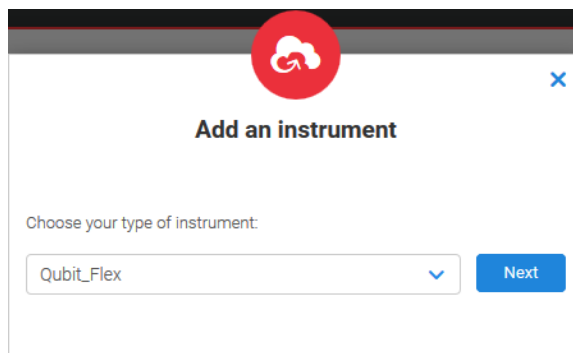 Add an instrument
Choose your type of instrument:
Qubit_Flex
Next